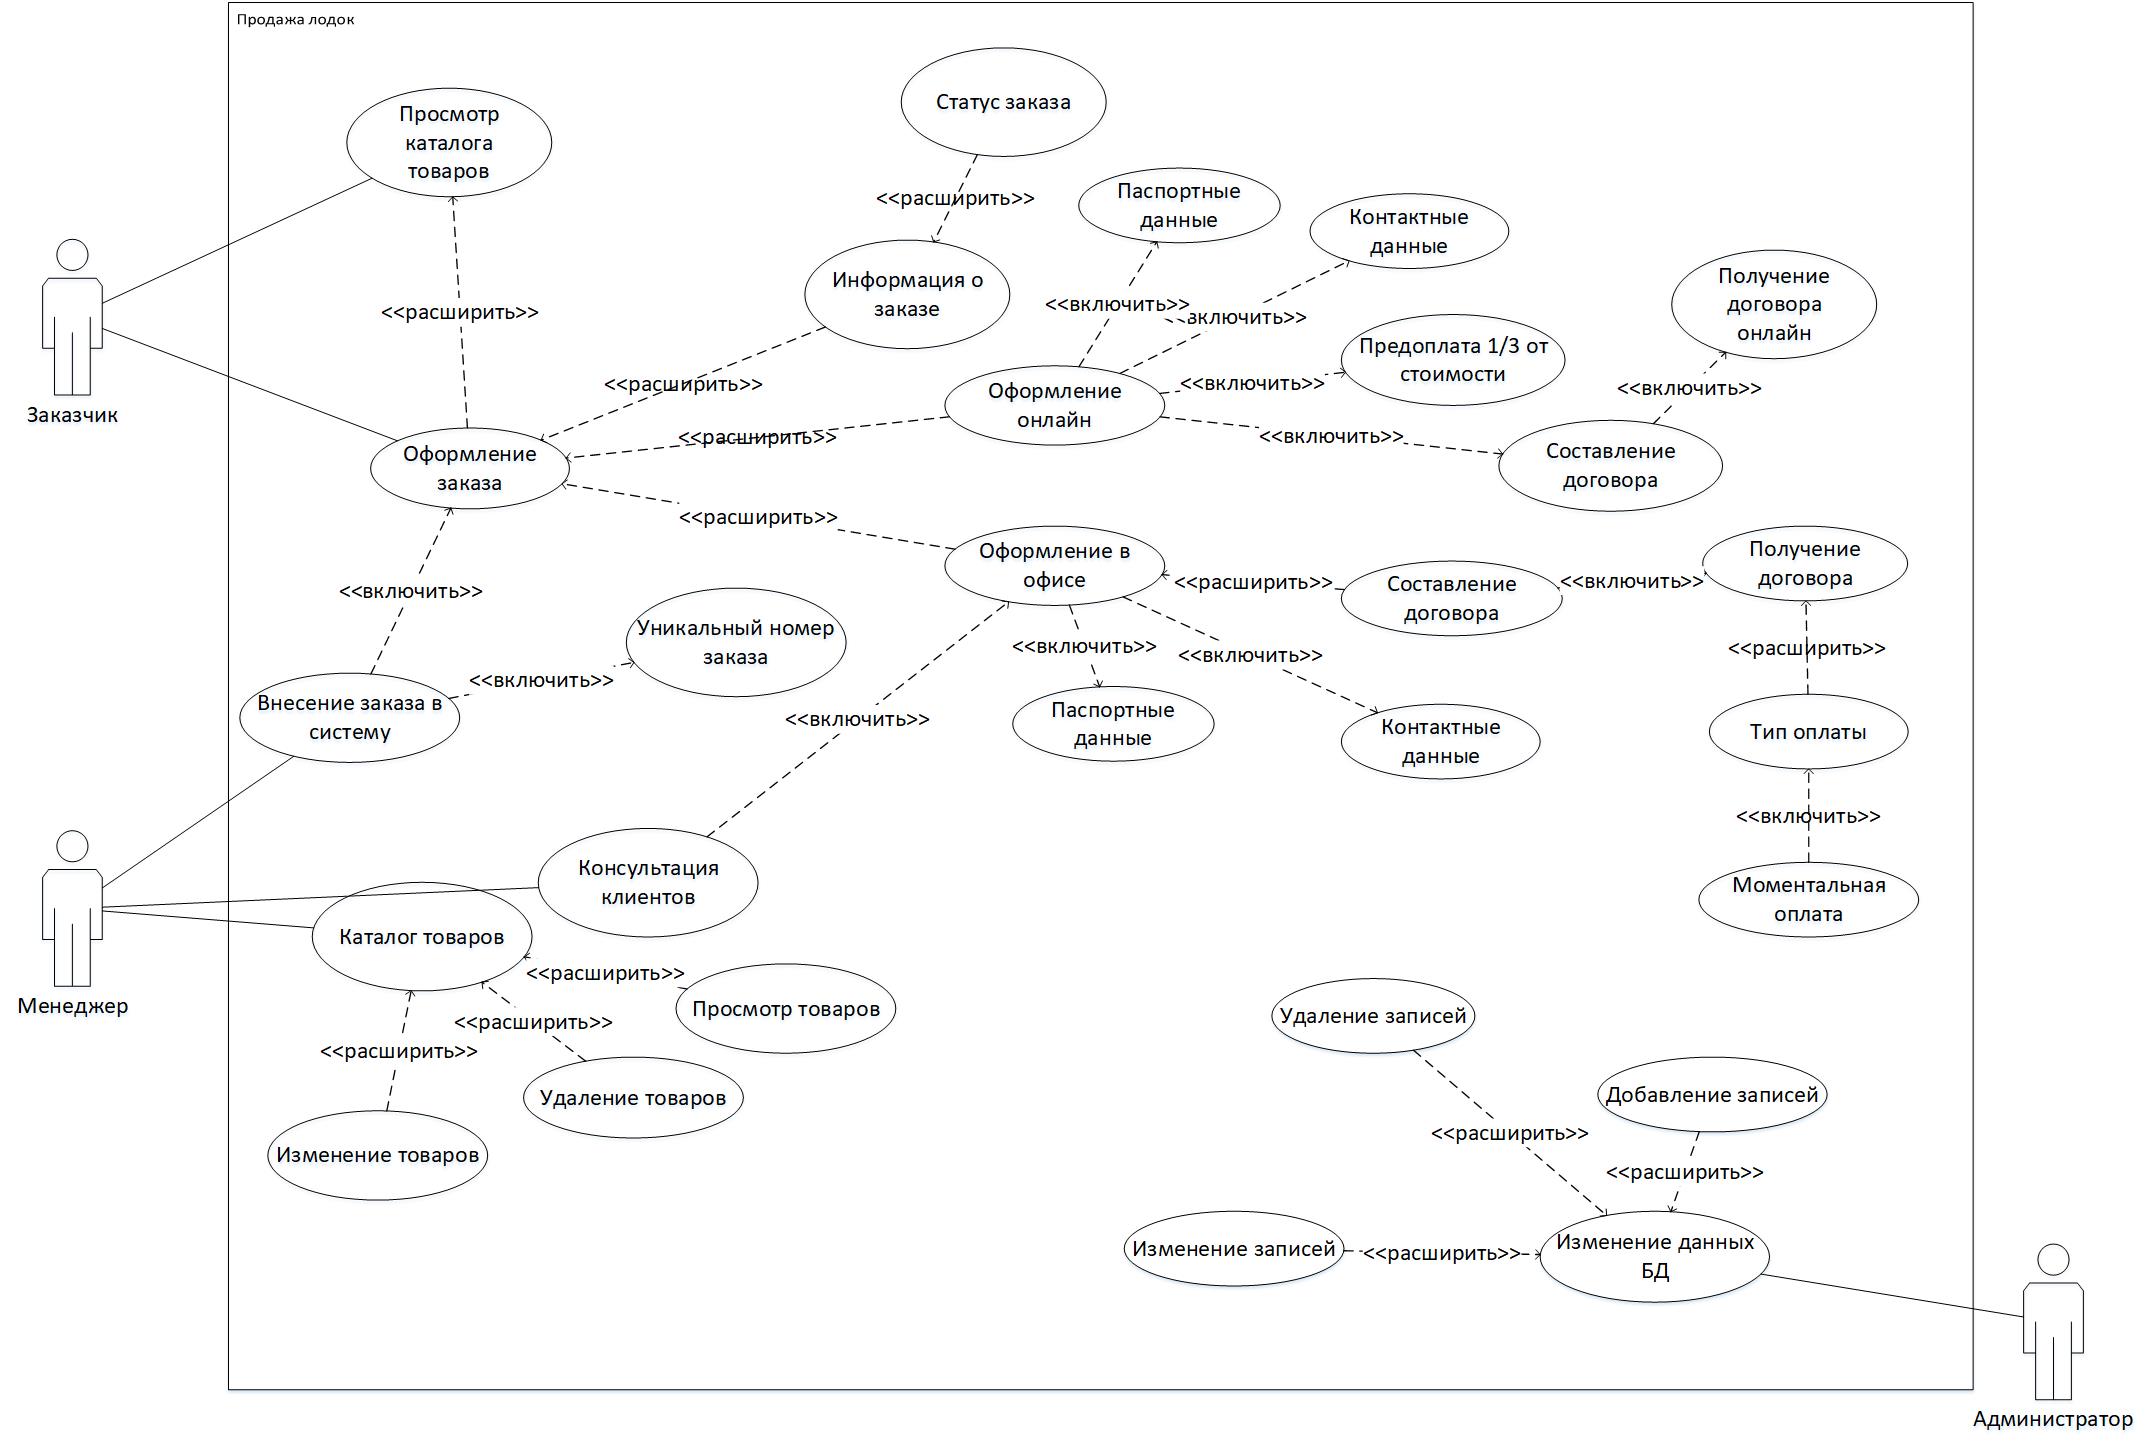 Продажа лодок
Статус заказа
Просмотр
каталога
товаров
<<расширить>>
Паспортные
данные
Контактные
данные
Информация о
заказе
Получение
договора
онлайн
<<расширить>>
<<включить>>
<<включить>>
Предоплата 1/3 от
стоимости
Заказчик
<<расширить>>
Оформление
онлайн
<<включить>>
<<включить>>
<<расширить>>
<<включить>>
Оформление
заказа
Составление
договора
<<расширить>>
Оформление в
офисе
Получение
договора
<<включить>>
<<расширить>>
Составление
договора
<<включить>>
Уникальный номер
заказа
<<включить>>
<<включить>>
<<расширить>>
<<включить>>
Внесение заказа в
систему
<<включить>>
Паспортные
данные
Контактные
данные
Тип оплаты
<<включить>>
Консультация
клиентов
Моментальная
оплата
Каталог товаров
Менеджер
<<расширить>>
Просмотр товаров
<<расширить>>
<<расширить>>
Удаление товаров
Изменение товаров
Удаление записей
Добавление записей
<<расширить>>
<<расширить>>
Изменение записей
<<расширить>>
Изменение данных
БД
Администратор